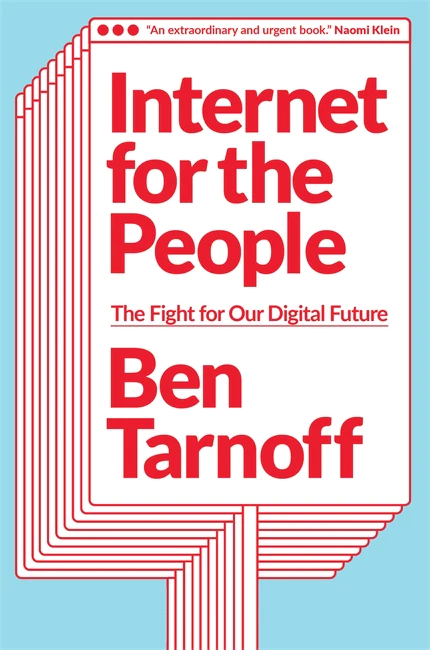 “An extraordinary and urgent book.” Naomi Klein
Internet
for the
People
The Fight for Our Digital Future
Ben
Tarnoff